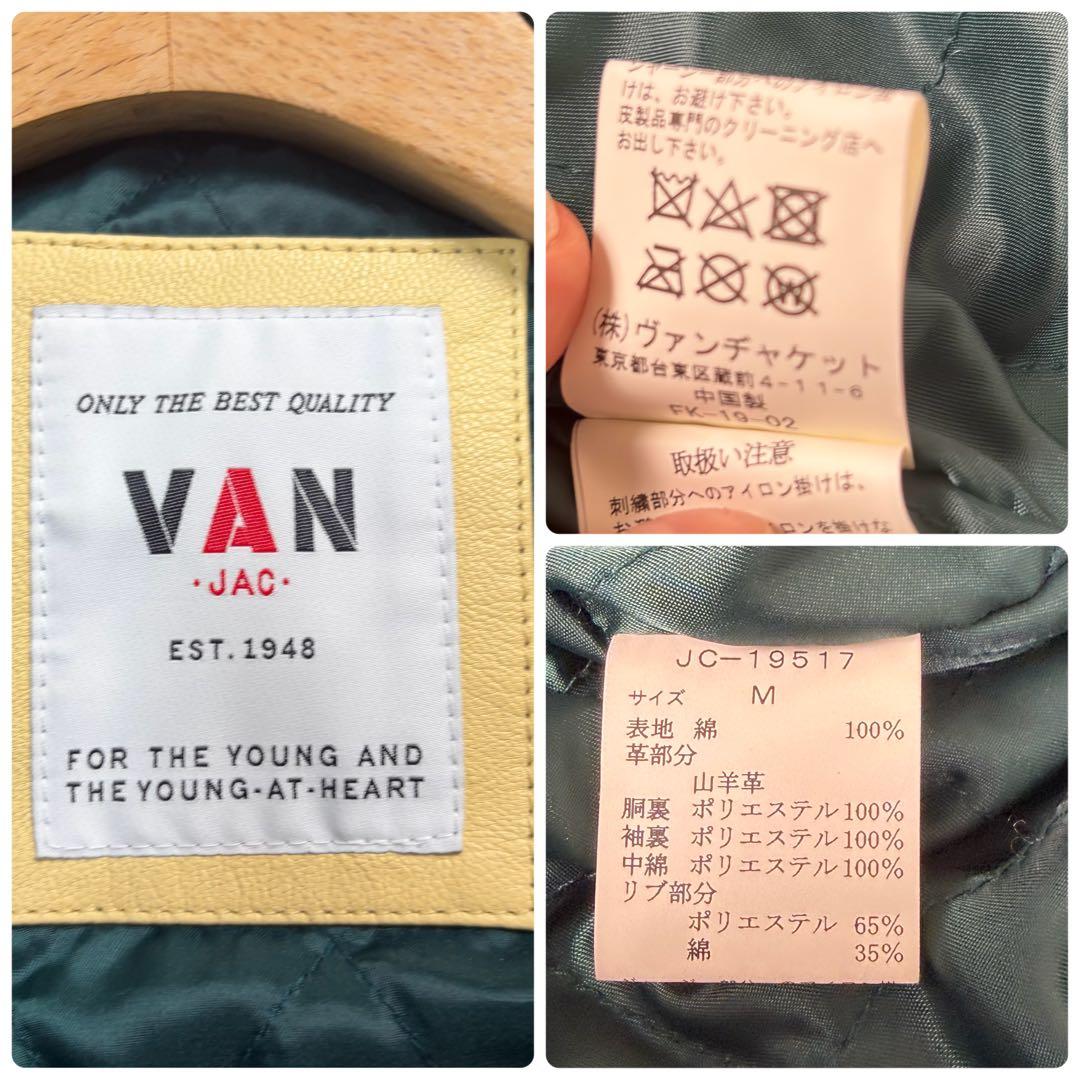 ONLY THE BEST QUALITY
VAN
·JAC·
EST.1948
FOR THE YOUNG AND
THE YOUNG-AT-HEART
けは、お避け下さい。
皮製品専門のクリーニング店へ
お出し下さい。
W
(株)ヴァンヂャケット
東京都台東区蔵前4-11-6
中国製
FK-19-02
取扱い注意
刺繍部分へのアイロン掛けは、
ロンを掛けな
JC-19517
サイズ M
表地 綿 100%
革部分
山羊革
胴裏 ポリエステル100%
袖裏 ポリエステル100%
中綿 ポリエステル100%
リブ部分
ポリエステル 65%
綿 35%